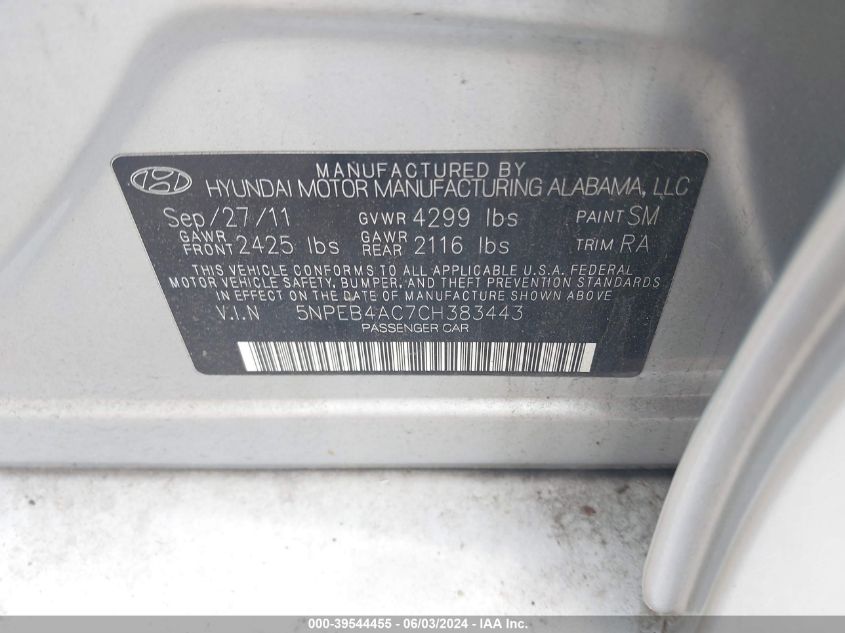 MANUFACTURED BY
HYUNDAI MOTOR MANUFACTURING ALABAMA, LLC
Sep/27/11 GVWR 4299 lbs PAINT SM
GAWR FRONT 2425 lbs GAWR REAR 2116 lbs TRIM RA
THIS VEHICLE CONFORMS TO ALL APPLICABLE U.S.A. FEDERAL
MOTOR VEHICLE SAFETY, BUMPER, AND THEFT PREVENTION STANDARDS
IN EFFECT ON THE DATE OF MANUFACTURE SHOWN ABOVE.
V.I.N 5NPEB4AC7CH383443
PASSENGER CAR
000-39544455 - 06/03/2024 - IAA Inc.